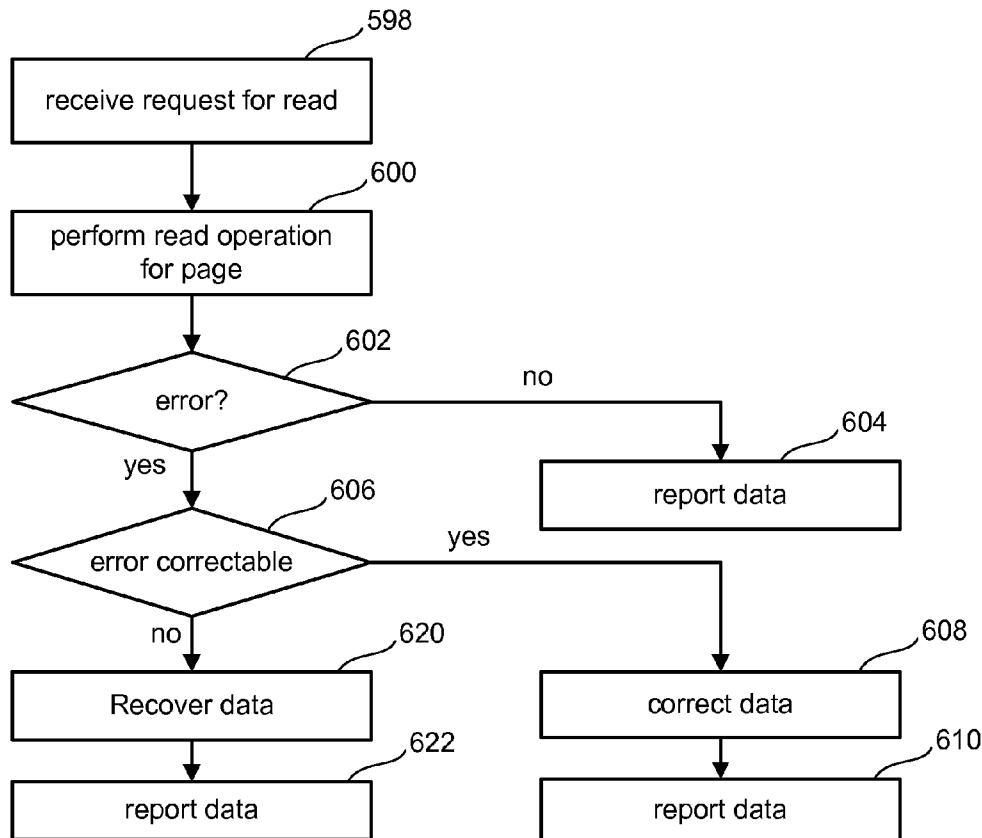 598
receive request for read
600
perform read operation
for page
602
error?
no
yes
604
report data
606
error correctable
yes
no
620
Recover data
608
correct data
622
report data
610
report data